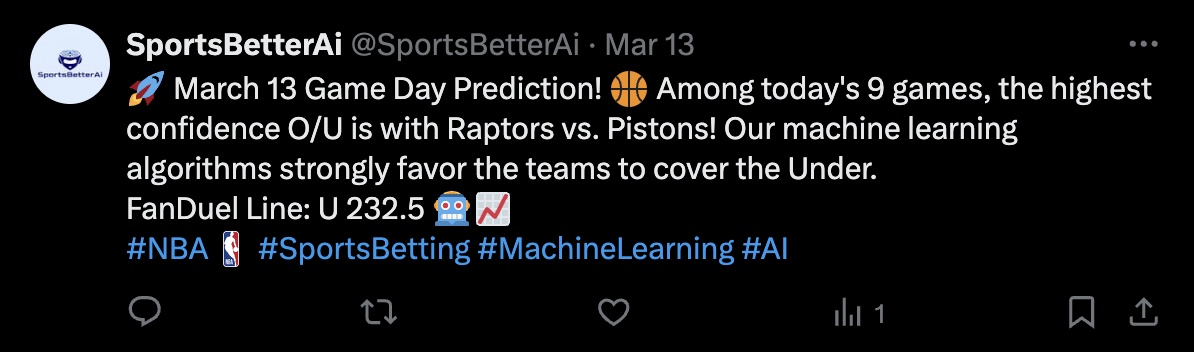 SportsBetterAi
SportsBetterAi @SportsBetterAi · Mar 13
🚀 March 13 Game Day Prediction! 🏀 Among today's 9 games, the highest
confidence O/U is with Raptors vs. Pistons! Our machine learning
algorithms strongly favor the teams to cover the Under.
FanDuel Line: U 232.5 🤖📈
#NBA #SportsBetting #MachineLearning #AI
1